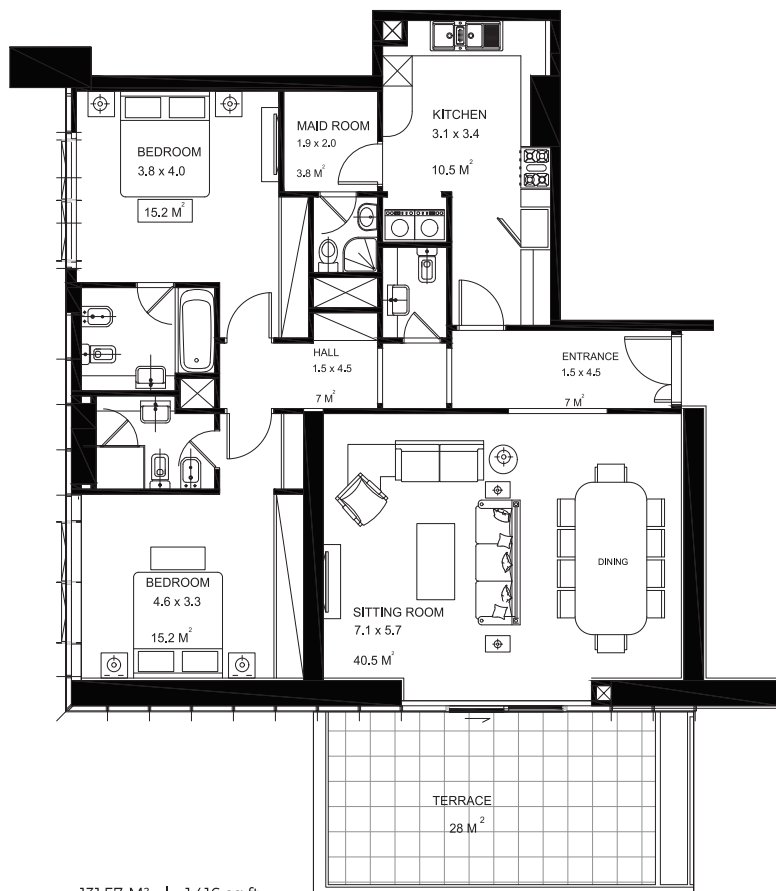 KITCHEN
3.1 x 3.4
10.5 M²
MAID ROOM
1.9 x 2.0
3.8 M²
BEDROOM
3.8 x 4.0
15.2 M²
HALL
1.5 x 4.5
7 M²
ENTRANCE
1.5 x 4.5
7 M²
DINING
BEDROOM
4.6 x 3.3
15.2 M²
SITTING ROOM
7.1 x 5.7
40.5 M²
TERRACE
28 M²